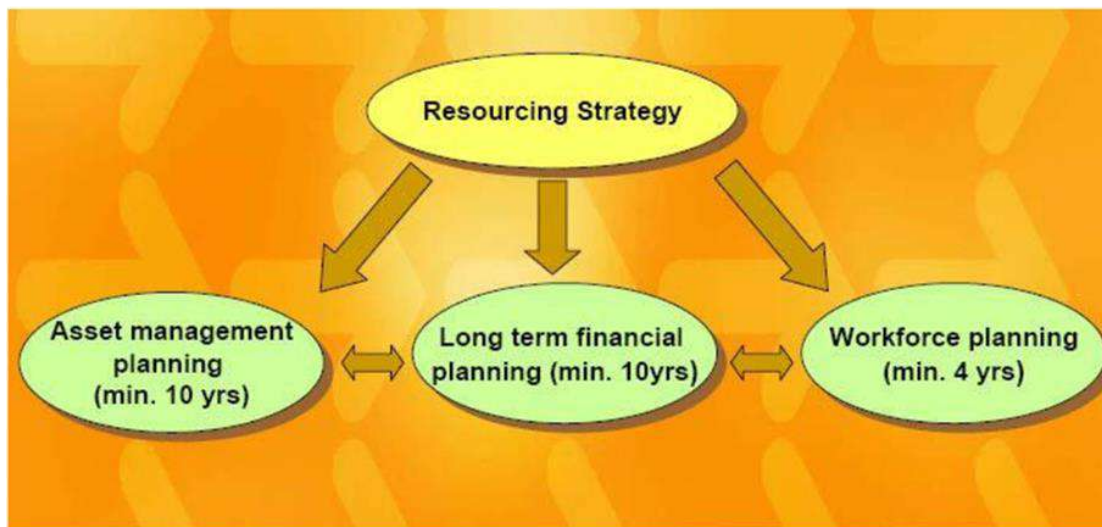 Resourcing Strategy
Asset management
planning
(min. 10 yrs)
Long term financial
planning (min. 10yrs)
Workforce planning
(min. 4 yrs)